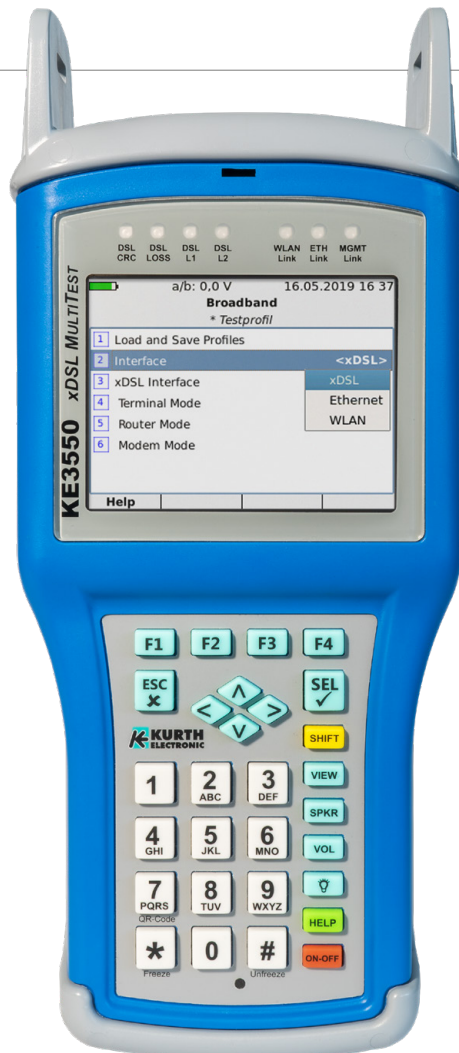 DSL DSL DSL DSL WLAN ETH MGMT
CRC LOSS L1 L2 Link Link Link
KE3550 xDSL MULTITEST
a/b: 0,0 V 16.05.2019 16 37
Broadband
* Testprofil
1 Load and Save Profiles
2 Interface <xDSL>
3 xDSL Interface xDSL
4 Terminal Mode Ethernet
5 Router Mode WLAN
6 Modem Mode
Help
F1 F2 F3 F4
ESC SEL
KURTH
ELECTRONIC
SHIFT
1 2 3 VIEW
ABC DEF
SPKR
4 5 6 VOL
GHI JKL MNO
7 8 9
PQRS TUV WXYZ
QR-Code
HELP
* 0 # ON-OFF
Freeze Unfreeze